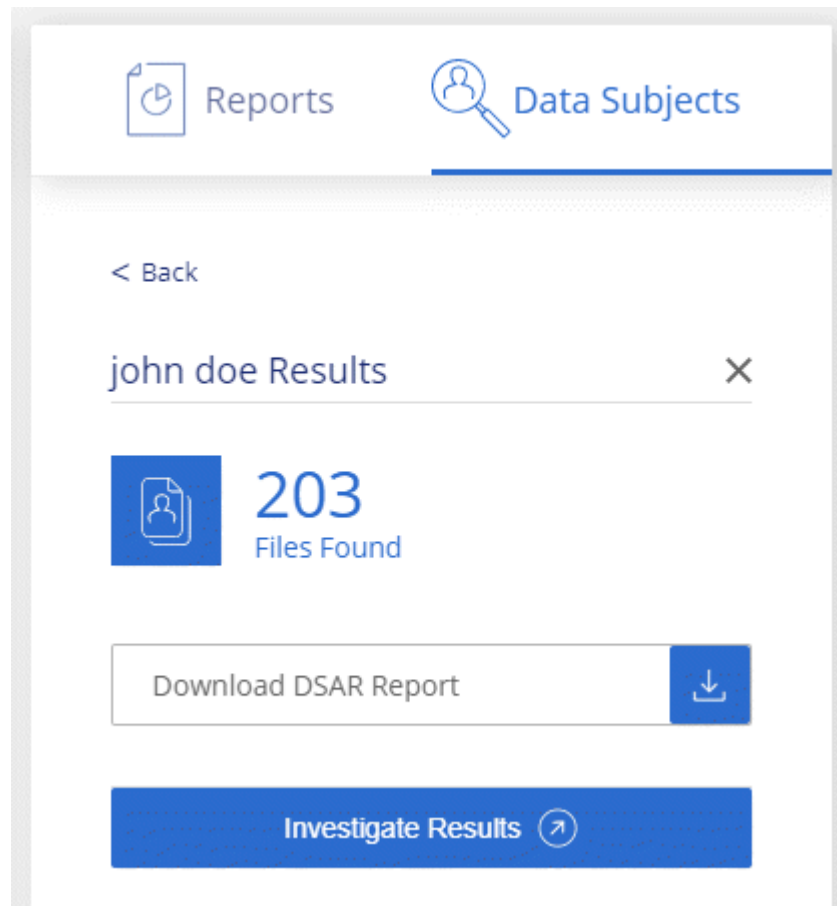 Reports
Data Subjects
< Back
john doe Results
203
Files Found
Download DSAR Report
Investigate Results